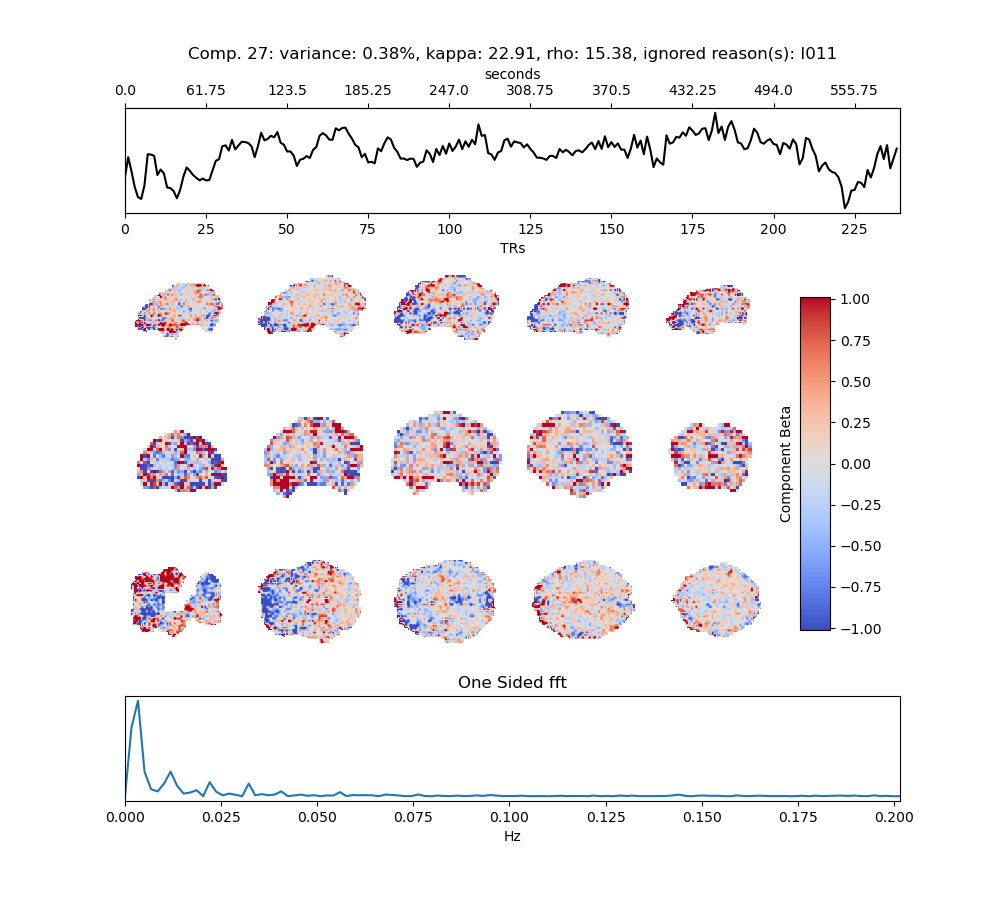 Comp. 27: variance: 0.38%, kappa: 22.91, rho: 15.38, ignored reason(s): I011
seconds
0.0 61.75 123.5 185.25 247.0 308.75 370.5 432.25 494.0 555.75
0 25 50 75 100 125 150 175 200 225
TRs
1.00
0.75
0.50
0.25
0.00
−0.25
−0.50
−0.75
−1.00
Component Beta
One Sided fft
0.000 0.025 0.050 0.075 0.100 0.125 0.150 0.175 0.200
Hz